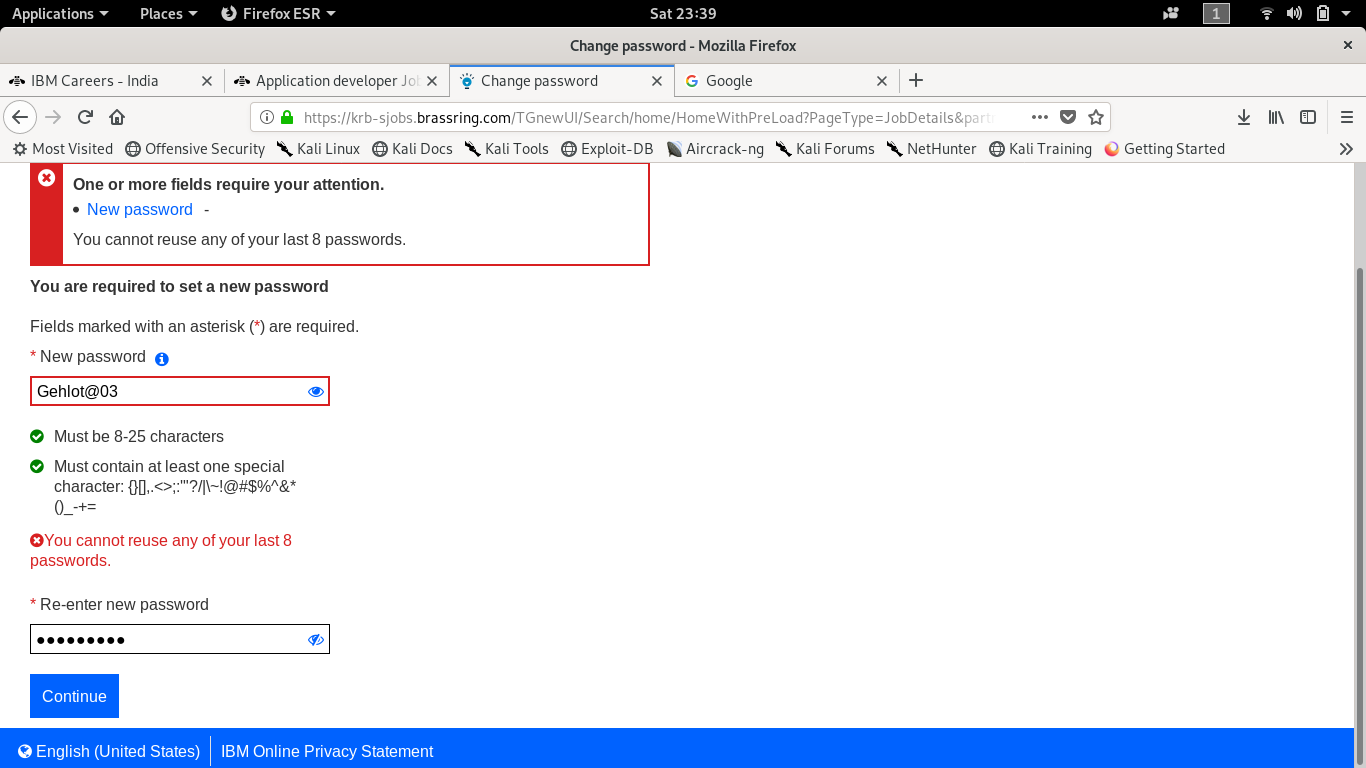 Applications Places Firefox ESR Sat 23:39 1
Change password - Mozilla Firefox
IBM Careers - India Application developer Jo Change password Google
https://krb-sjobs.brassring.com/TGnewUI/Search/home/HomeWithPreLoad?PageType=JobDetails&part
Most Visited Offensive Security Kali Linux Kali Docs Kali Tools Exploit-DB Aircrack-ng Kali Forums NetHunter Kali Training Getting Started
One or more fields require your attention.
• New password -
You cannot reuse any of your last 8 passwords.
You are required to set a new password
Fields marked with an asterisk (*) are required.
* New password
Gehlot@03
Must be 8-25 characters
Must contain at least one special
character: {}[],.<>;:'"?/|\~!@#$%^&*
()_-+=
You cannot reuse any of your last 8
passwords.
* Re-enter new password
●●●●●●●●●
Continue
English (United States) IBM Online Privacy Statement